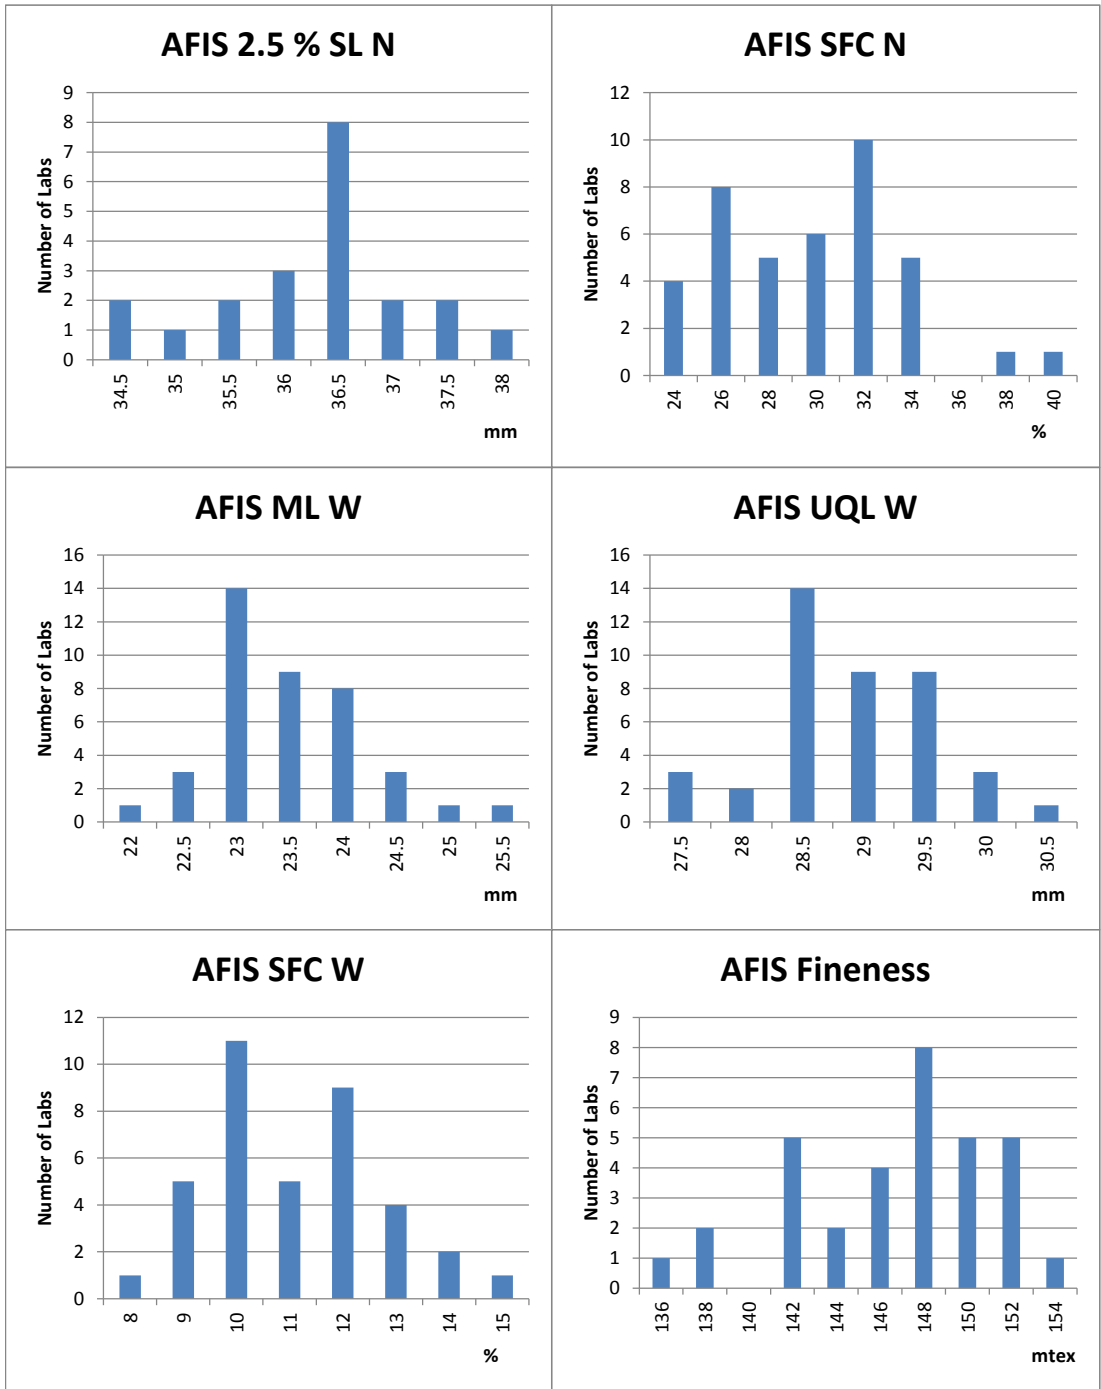 AFIS 2.5 % SL N
9
8
7
6
5
4
3
2
1
0
Number of Labs
34.5 35 35.5 36 36.5 37 37.5 38
mm
AFIS SFC N
12
10
8
6
4
2
0
Number of Labs
24 26 28 30 32 34 36 38 40
%
AFIS ML W
16
14
12
10
8
6
4
2
0
Number of Labs
22 22.5 23 23.5 24 24.5 25 25.5
mm
AFIS UQL W
16
14
12
10
8
6
4
2
0
Number of Labs
27.5 28 28.5 29 29.5 30 30.5
mm
AFIS SFC W
12
10
8
6
4
2
0
Number of Labs
8 9 10 11 12 13 14 15
%
AFIS Fineness
9
8
7
6
5
4
3
2
1
0
Number of Labs
136 138 140 142 144 146 148 150 152 154
mtex